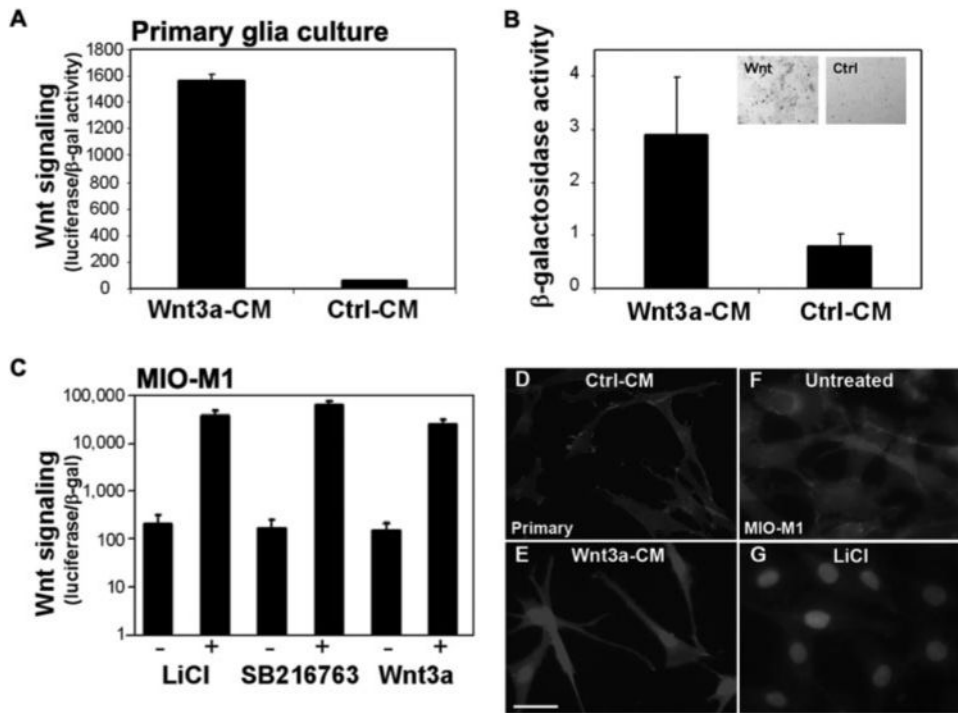 A
Primary glia culture
Wnt signaling
(luciferase/β-gal activity)
1800
1600
1400
1200
1000
800
600
400
200
0
Wnt3a-CM Ctrl-CM
B
β-galactosidase activity
4
3
2
1
0
Wnt Ctrl
Wnt3a-CM Ctrl-CM
C
MIO-M1
Wnt signaling
(luciferase/β-gal)
100,000
10,000
1,000
100
10
1
- + - + - +
LiCl SB216763 Wnt3a
D Ctrl-CM
Primary
F Untreated
MIO-M1
E Wnt3a-CM
G LiCl